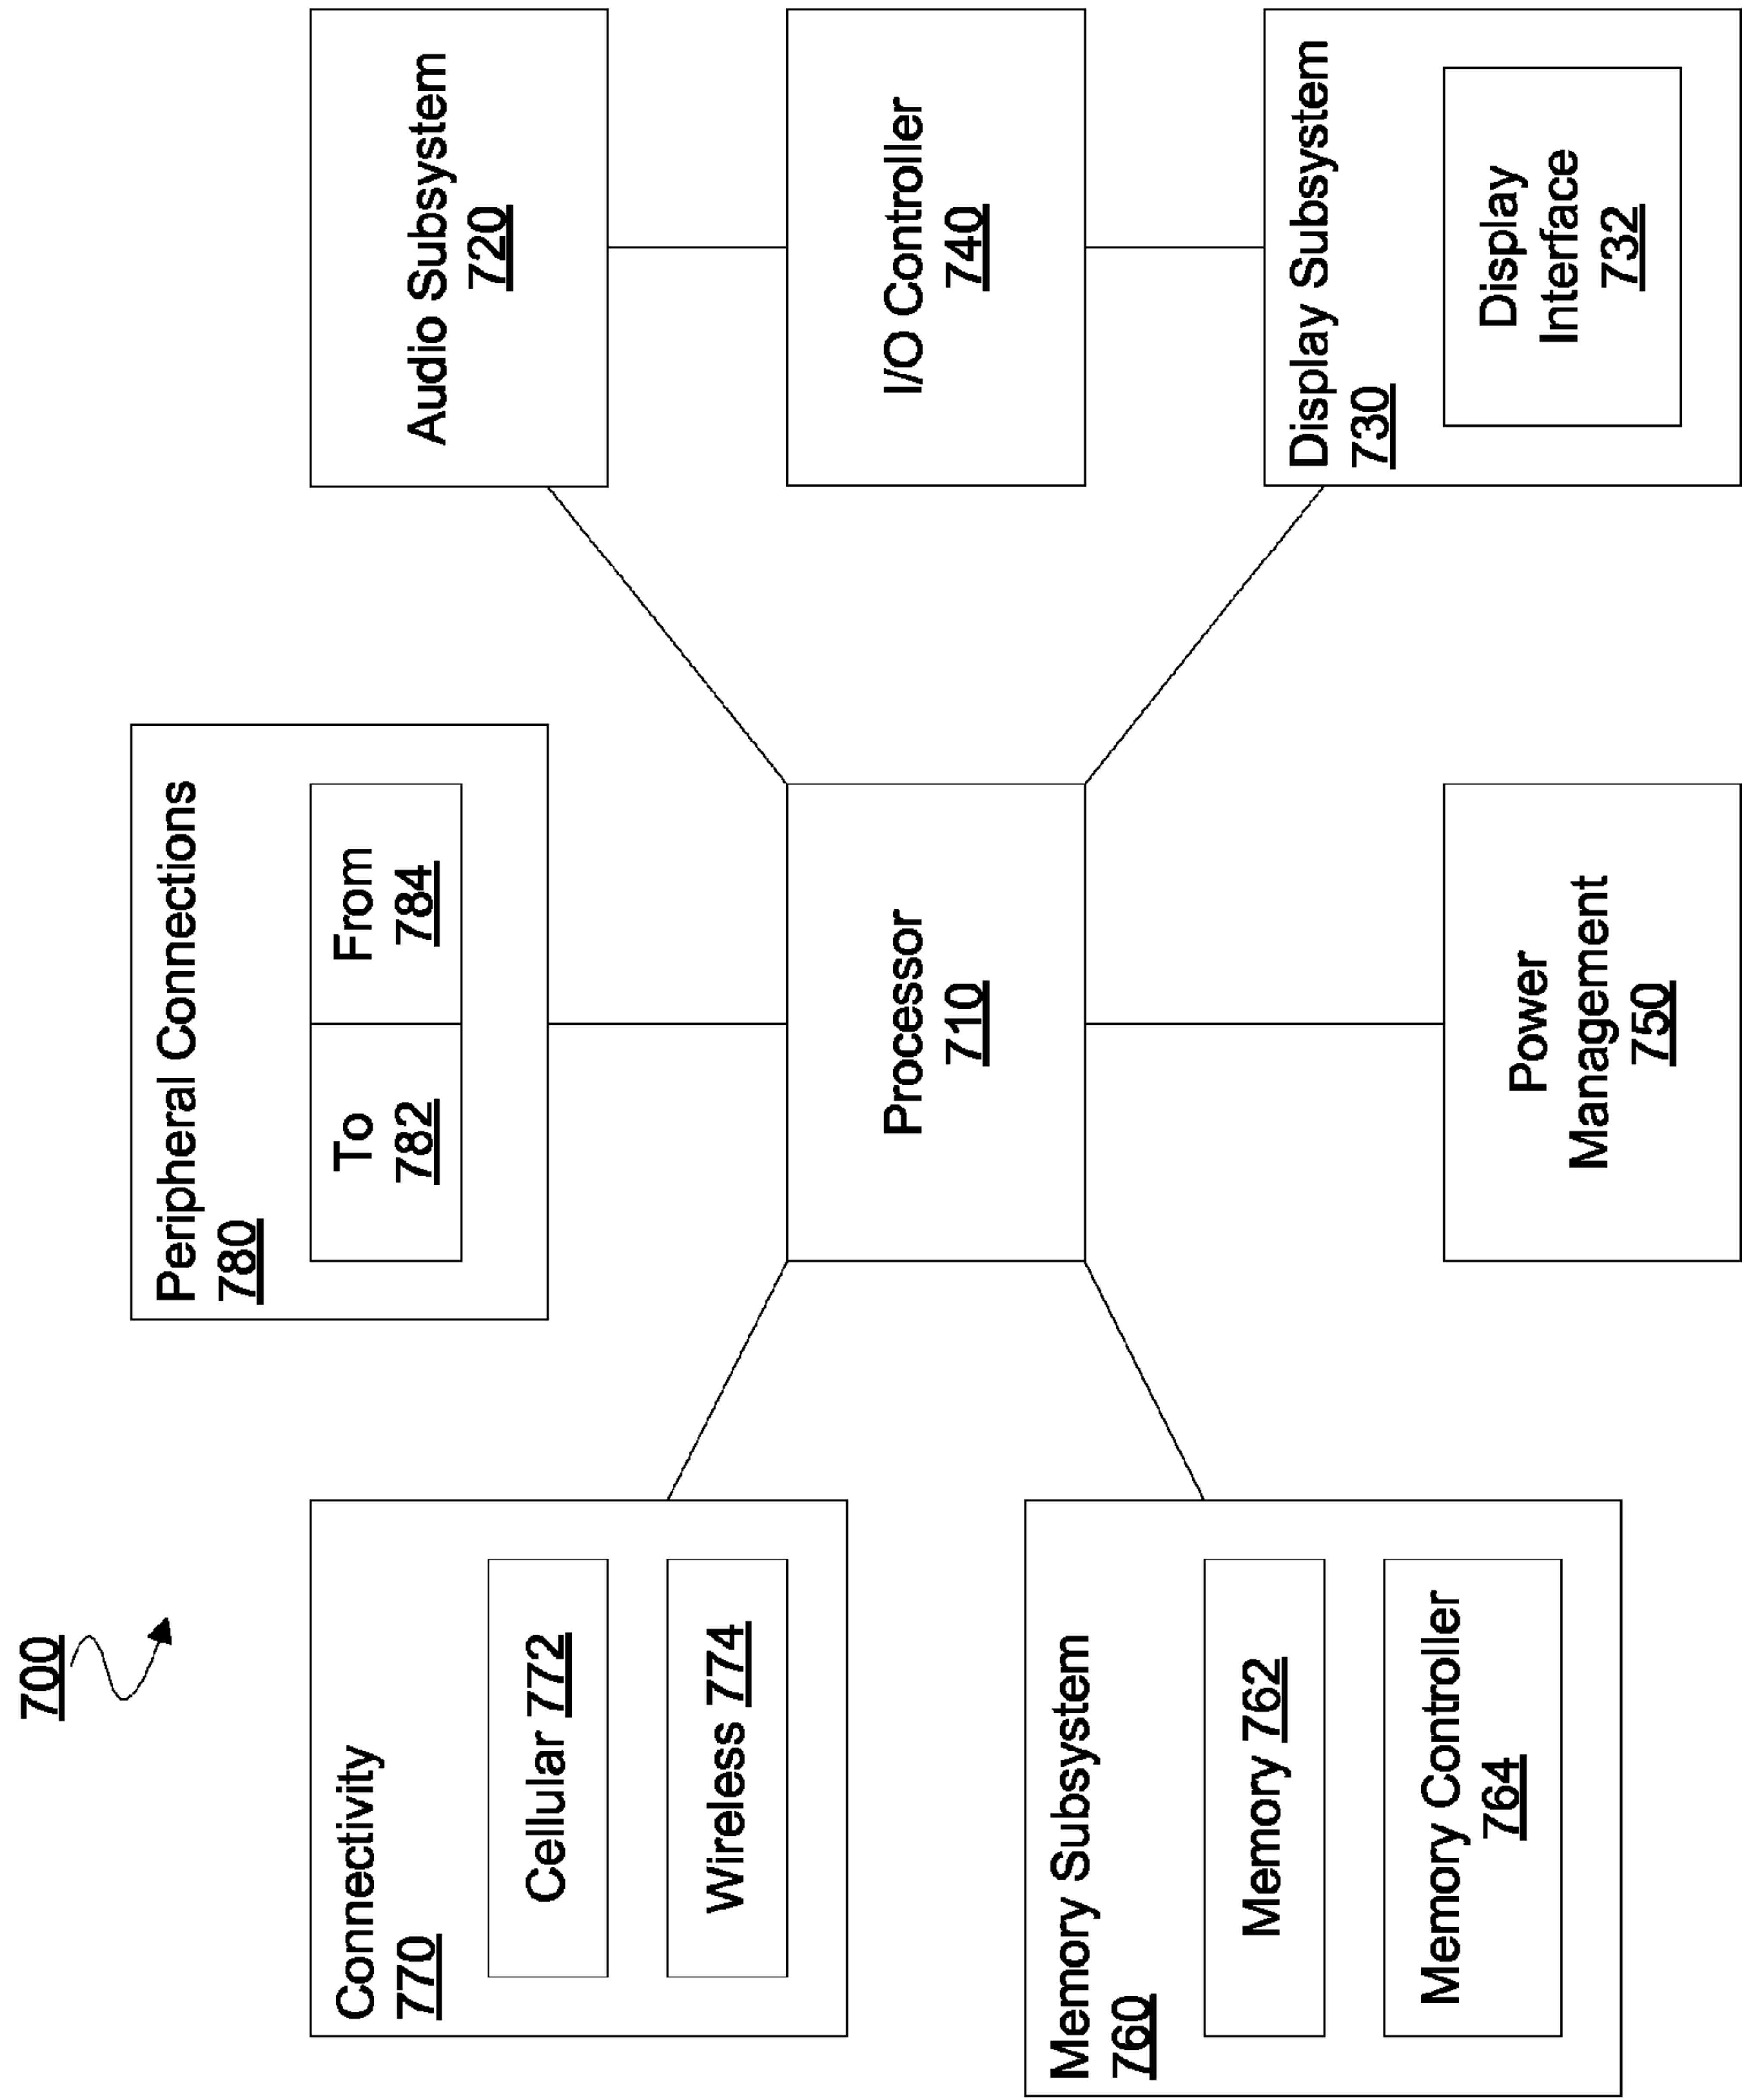 700
Peripheral Connections
780
To
782
From
784
Connectivity
770
Cellular 772
Wireless 774
Audio Subsystem
720
Processor
710
I/O Controller
740
Memory Subsystem
760
Memory 762
Memory Controller
764
Display Subsystem
730
Display
Interface
732
Power
Management
750